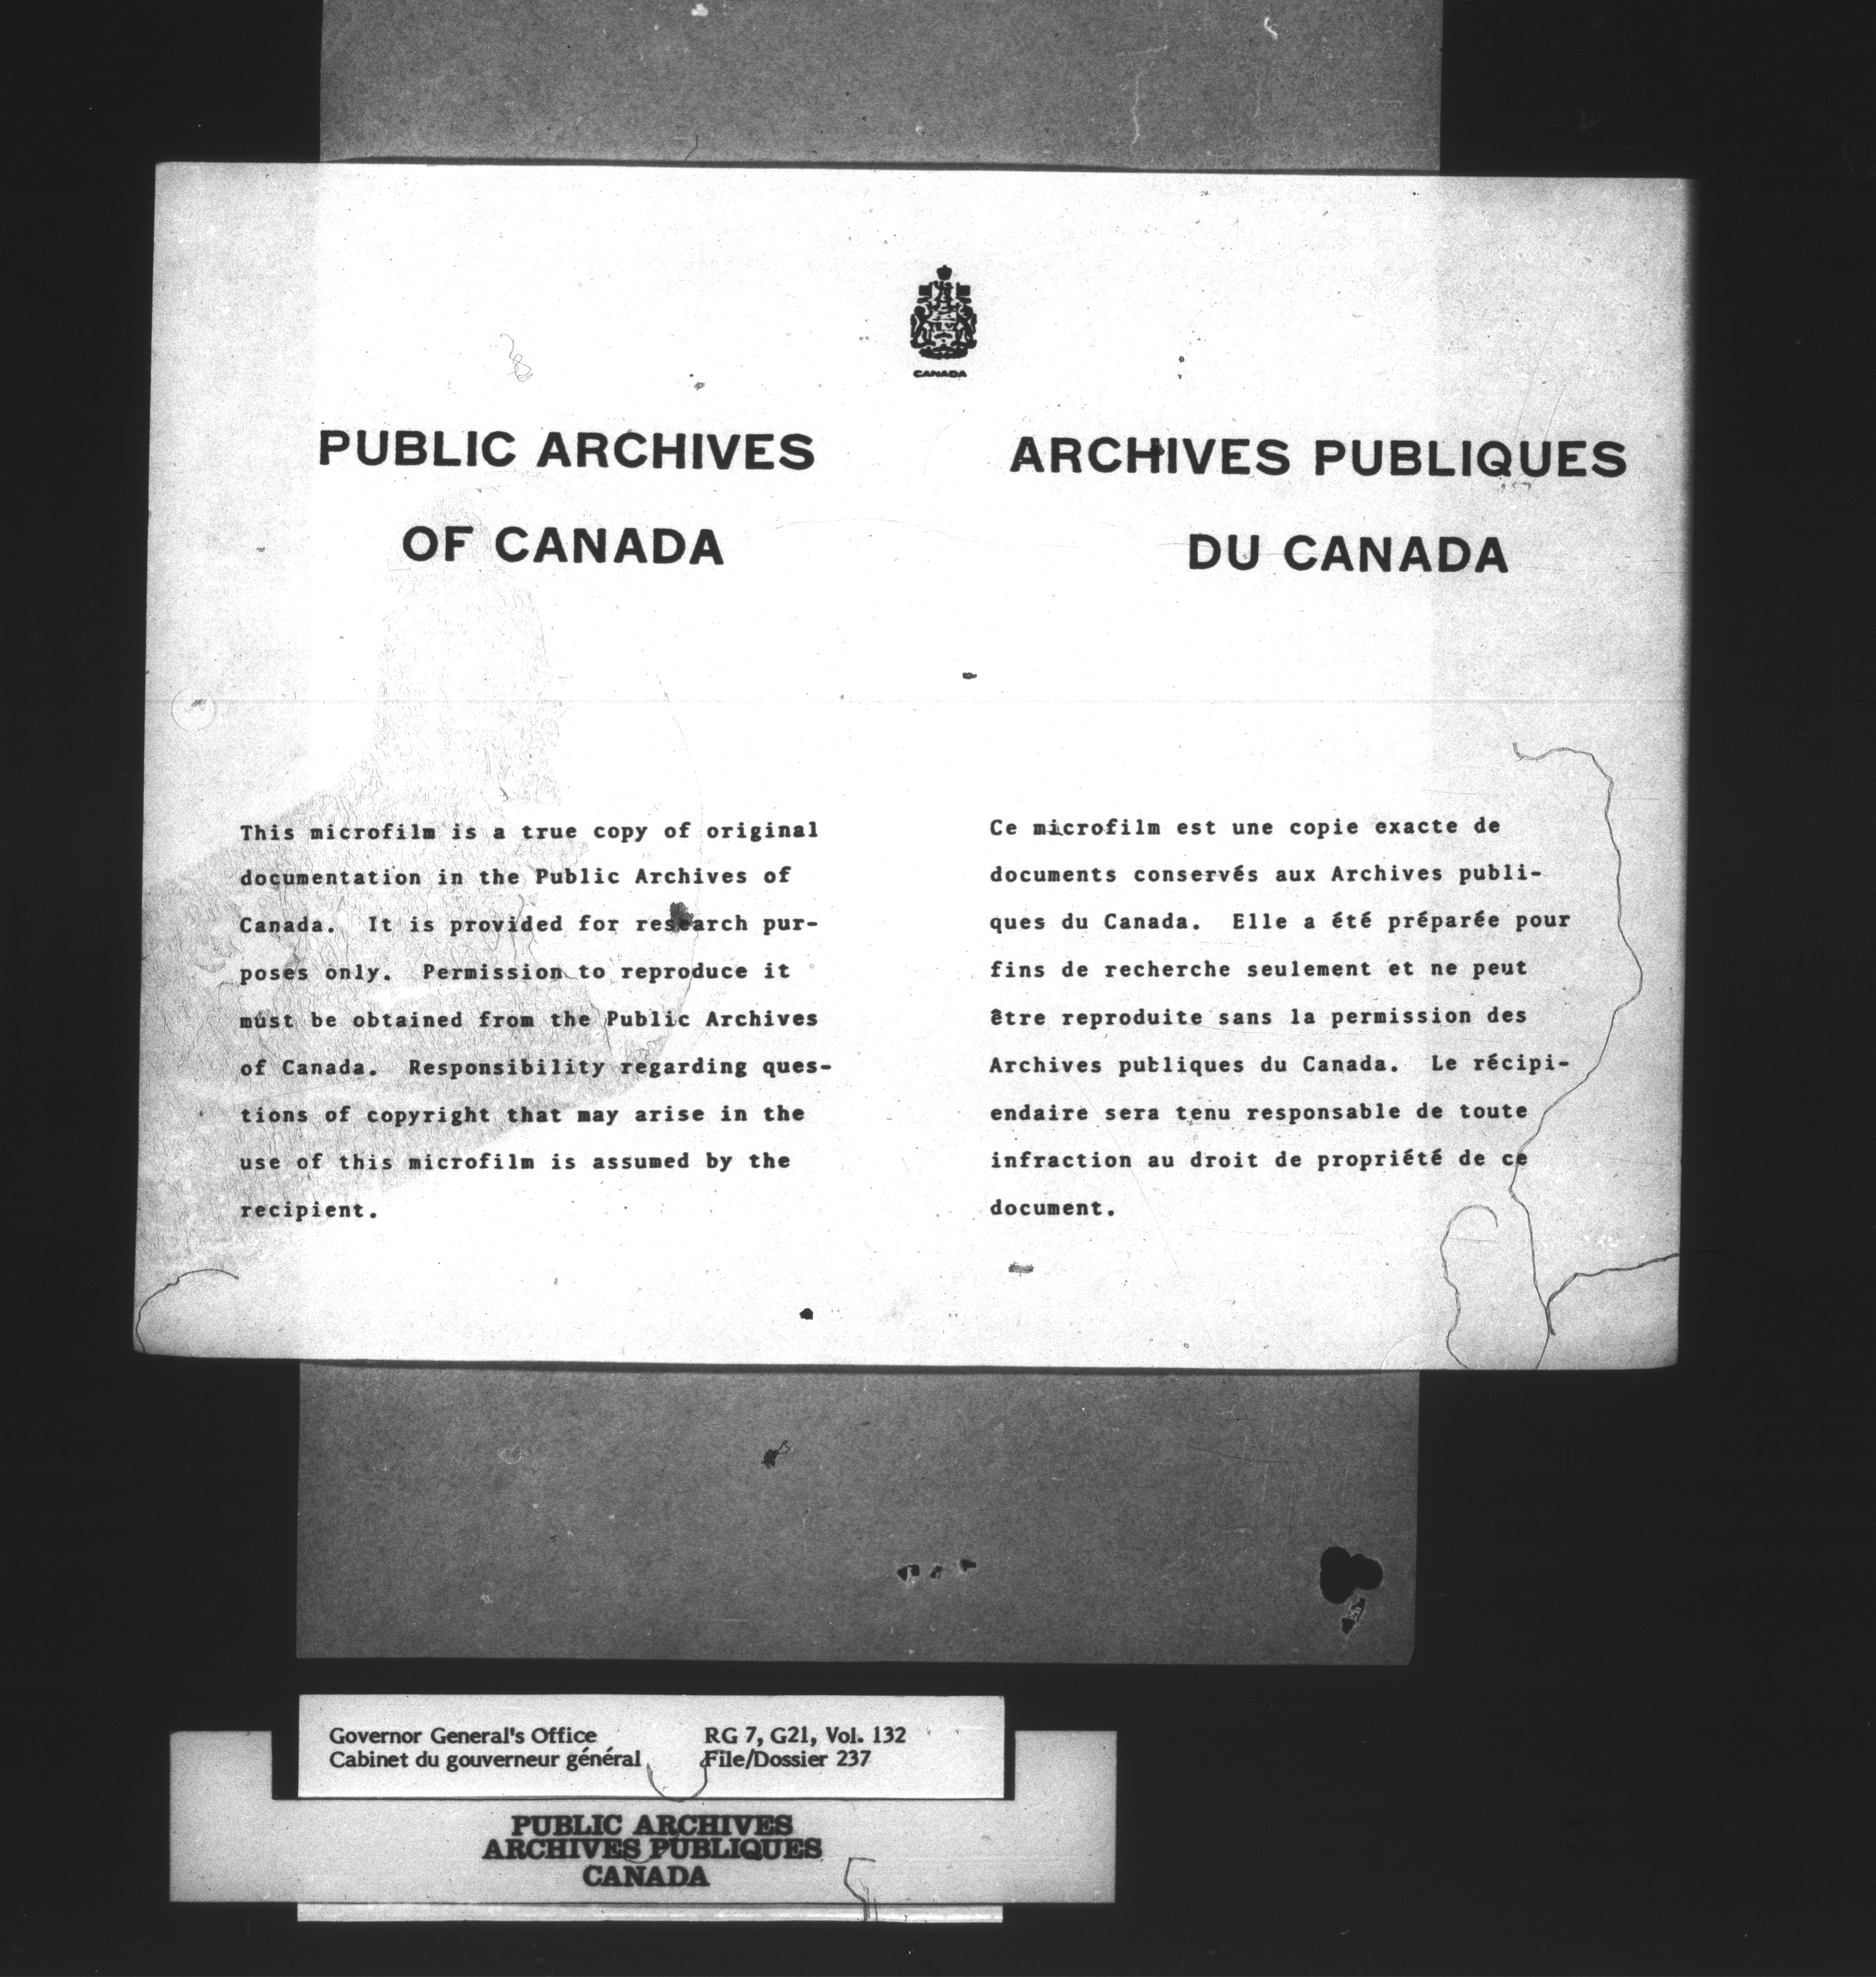 CANADA
PUBLIC ARCHIVES
OF CANADA
This microfilm is a true copy of original
documentation in the Public Archives of
Canada. It is provided for research pur-
poses only. Permission to reproduce it
must be obtained from the Public Archives
of Canada. Responsibility regarding ques-
tions of copyright that may arise in the
use of this microfilm is assumed by the
recipient.
ARCHIVES PUBLIQUES
DU CANADA
Ce microfilm est une copie exacte de
documents conservés aux Archives publi-
ques du Canada. Elle a été préparée pour
fins de recherche seulement et ne peut
être reproduite sans la permission des
Archives publiques du Canada. Le récipi-
endaire sera tenu responsable de toute
infraction au droit de propriété de ce
document.
Governor General's Office RG 7, G21, Vol. 132
Cabinet du gouverneur général File/Dossier 237
PUBLIC ARCHIVES
ARCHIVES PUBLIQUES
CANADA